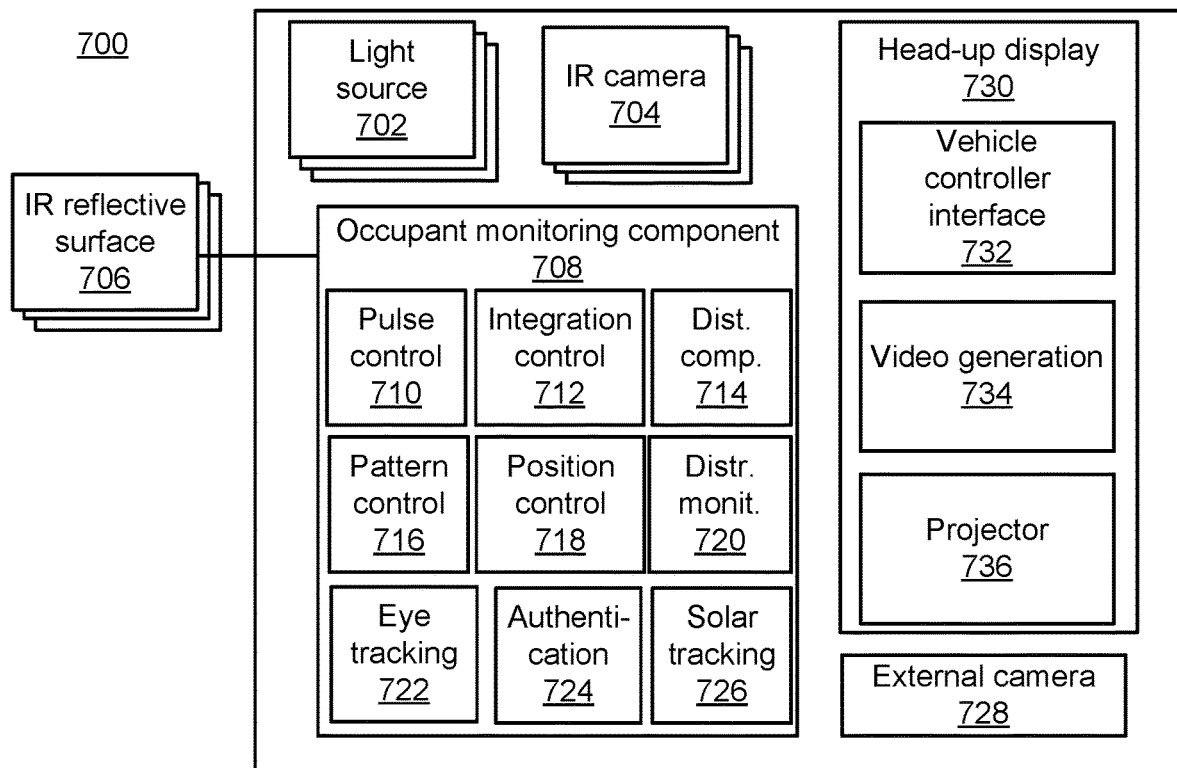 700
Light
source
702
IR camera
704
Head-up display
730
Vehicle
controller
interface
732
Video generation
734
Projector
736
IR reflective
surface
706
Occupant monitoring component
708
Pulse
control
710
Integration
control
712
Dist.
comp.
714
Pattern
control
716
Position
control
718
Distr.
monit.
720
Eye
tracking
722
Authenti-
cation
724
Solar
tracking
726
External camera
728